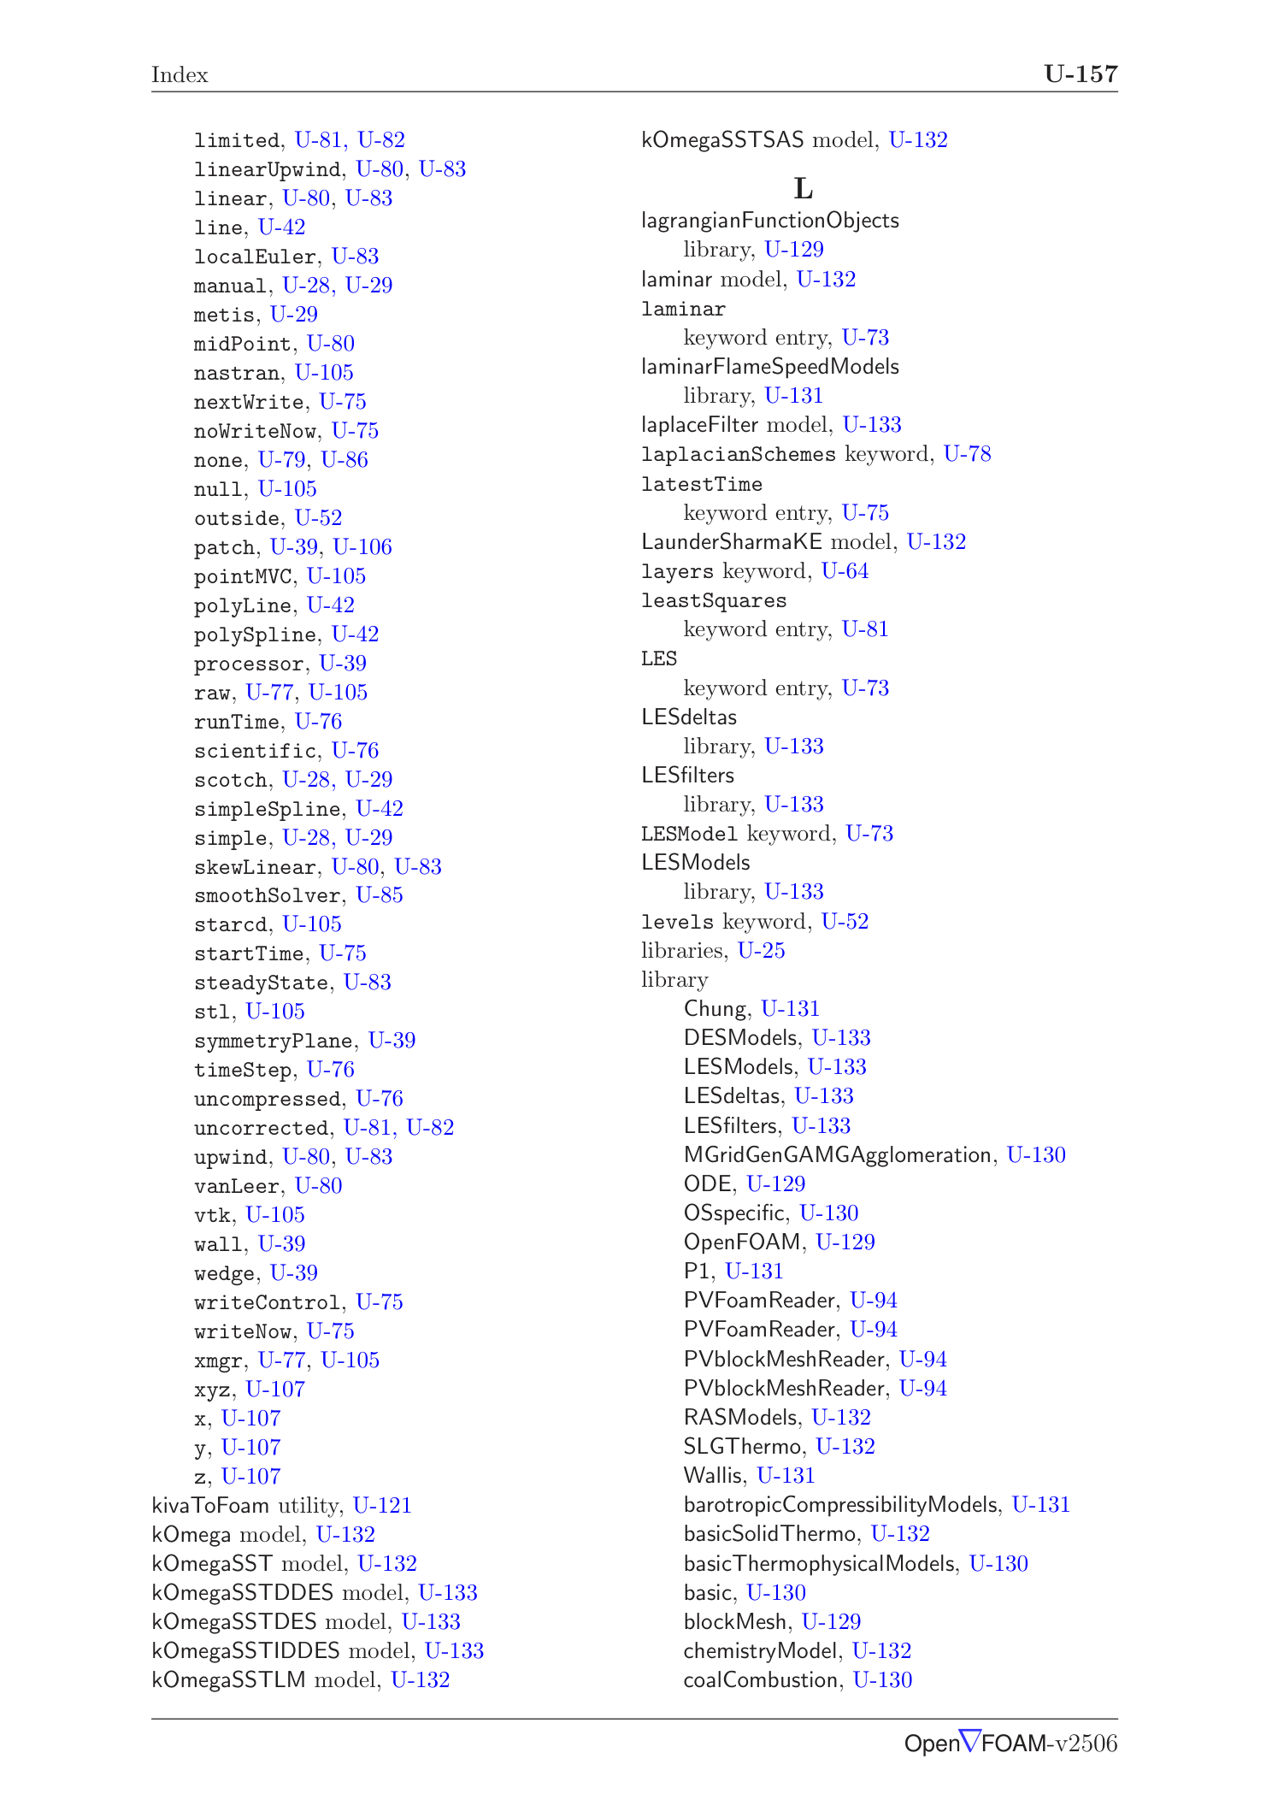 Index U-157
limited, U-81, U-82
linearUpwind, U-80, U-83
linear, U-80, U-83
line, U-42
localEuler, U-83
manual, U-28, U-29
metis, U-29
midPoint, U-80
nastran, U-105
nextWrite, U-75
noWriteNow, U-75
none, U-79, U-86
null, U-105
outside, U-52
patch, U-39, U-106
pointMVC, U-105
polyLine, U-42
polySpline, U-42
processor, U-39
raw, U-77, U-105
runTime, U-76
scientific, U-76
scotch, U-28, U-29
simpleSpline, U-42
simple, U-28, U-29
skewLinear, U-80, U-83
smoothSolver, U-85
starcd, U-105
startTime, U-75
steadyState, U-83
stl, U-105
symmetryPlane, U-39
timeStep, U-76
uncompressed, U-76
uncorrected, U-81, U-82
upwind, U-80, U-83
vanLeer, U-80
vtk, U-105
wall, U-39
wedge, U-39
writeControl, U-75
writeNow, U-75
xmgr, U-77, U-105
xyz, U-107
x, U-107
y, U-107
z, U-107
kivaToFoam utility, U-121
kOmega model, U-132
kOmegaSST model, U-132
kOmegaSSTDDES model, U-133
kOmegaSSTDES model, U-133
kOmegaSSTIDDES model, U-133
kOmegaSSTLM model, U-132
kOmegaSSTSAS model, U-132
L
lagrangianFunctionObjects
library, U-129
laminar model, U-132
laminar
keyword entry, U-73
laminarFlameSpeedModels
library, U-131
laplaceFilter model, U-133
laplacianSchemes keyword, U-78
latestTime
keyword entry, U-75
LaunderSharmaKE model, U-132
layers keyword, U-64
leastSquares
keyword entry, U-81
LES
keyword entry, U-73
LESdeltas
library, U-133
LESfilters
library, U-133
LESModel keyword, U-73
LESModels
library, U-133
levels keyword, U-52
libraries, U-25
library
Chung, U-131
DESModels, U-133
LESModels, U-133
LESdeltas, U-133
LESfilters, U-133
MGridGenGAMGAgglomeration, U-130
ODE, U-129
OSspecific, U-130
OpenFOAM, U-129
P1, U-131
PVFoamReader, U-94
PVFoamReader, U-94
PVblockMeshReader, U-94
PVblockMeshReader, U-94
RASModels, U-132
SLGThermo, U-132
Wallis, U-131
barotropicCompressibilityModels, U-131
basicSolidThermo, U-132
basicThermophysicalModels, U-130
basic, U-130
blockMesh, U-129
chemistryModel, U-132
coalCombustion, U-130
Open▽FOAM-v2506